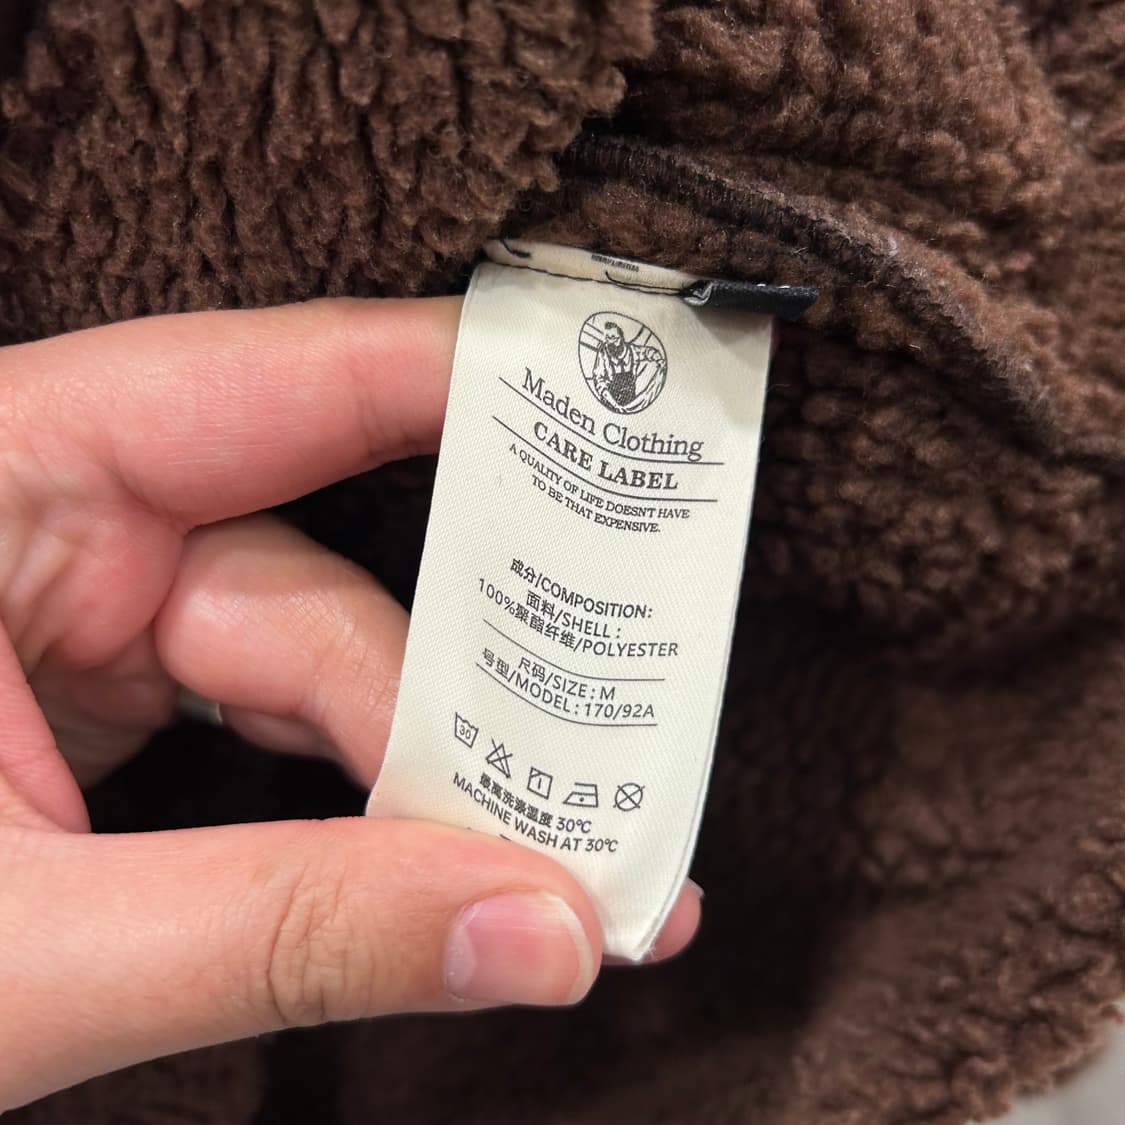 Maden Clothing
CARE LABEL
A QUALITY OF LIFE DOESNT HAVE
TO BE THAT EXPENSIVE.
成分/COMPOSITION:
面料/SHELL:
100%聚酯纤维/POLYESTER
尺码/SIZE: M
号型/MODEL: 170/92A
30
最高洗涤温度 30℃
MACHINE WASH AT 30℃